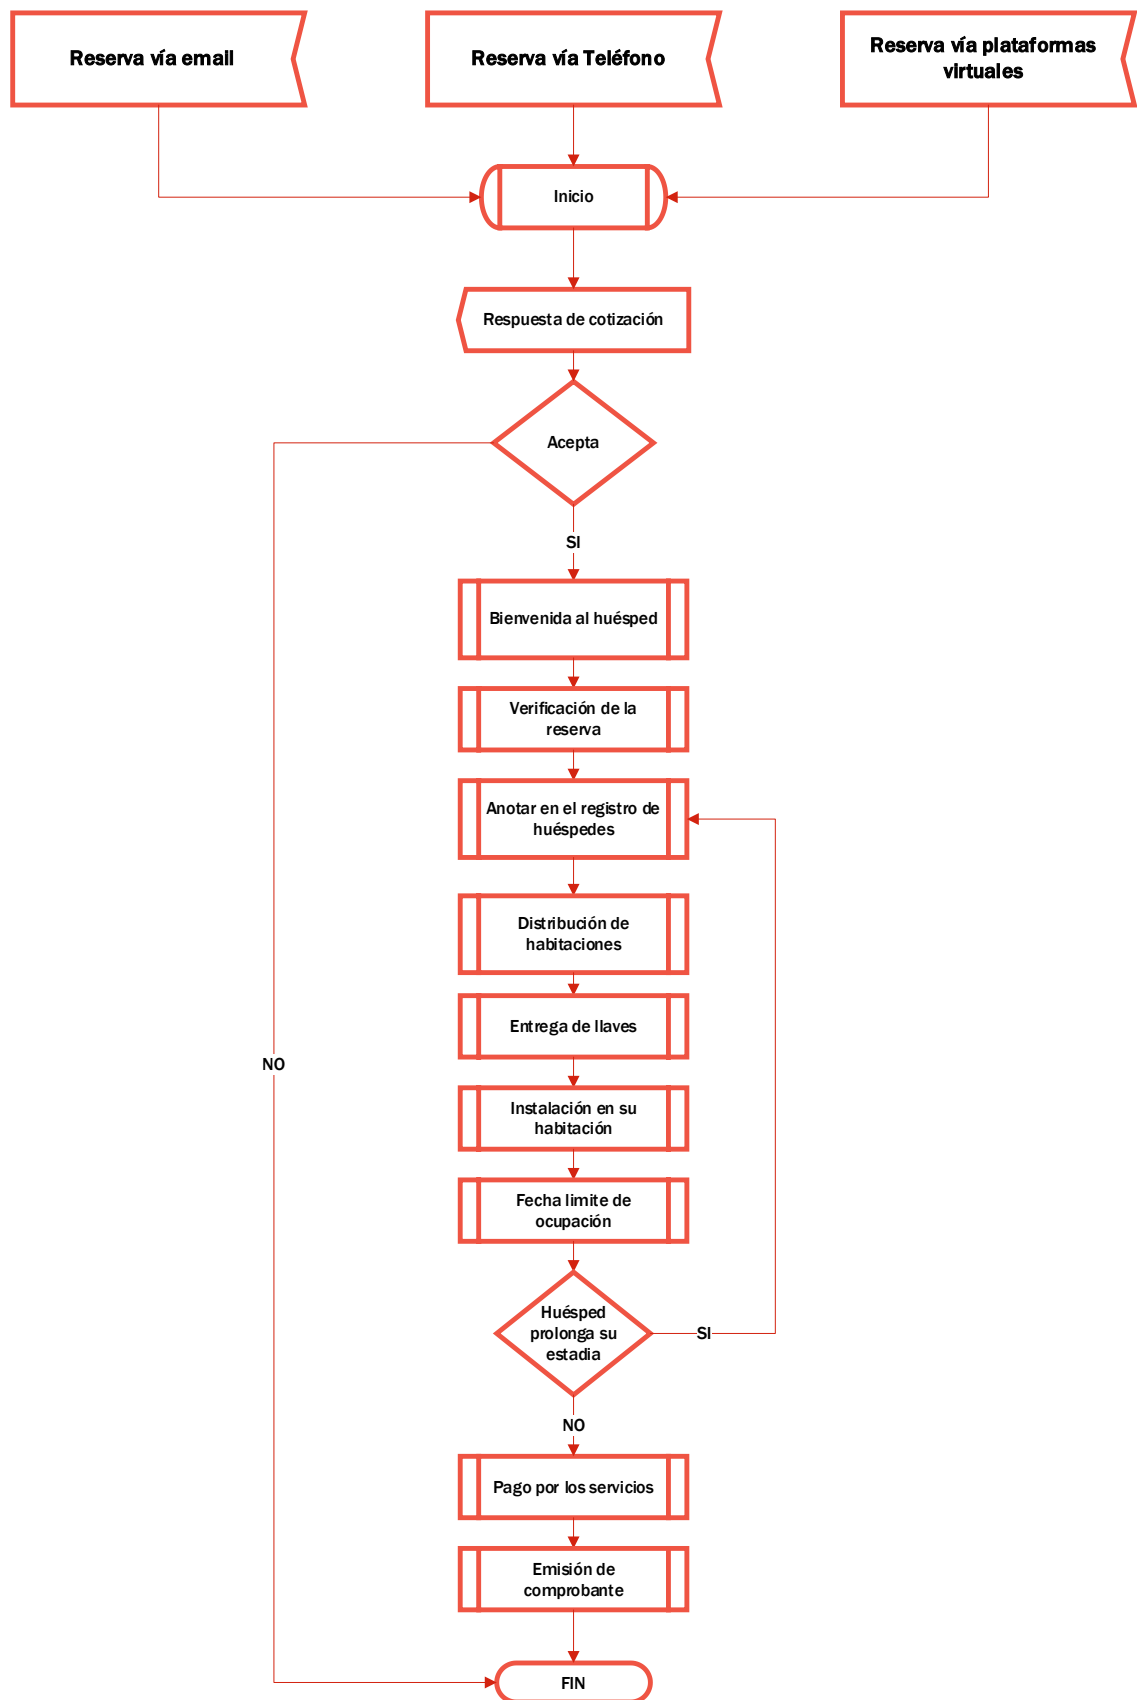 Reserva vía email
Reserva vía Teléfono
Reserva vía plataformas
virtuales
Inicio
Respuesta de cotización
Acepta
SI
Bienvenida al huésped
Verificación de la
reserva
Anotar en el registro de
huéspedes
Distribución de
habitaciones
Entrega de llaves
NO
Instalación en su
habitación
Fecha limite de
ocupación
Huésped
prolonga su
estadia
SI
NO
Pago por los servicios
Emisión de
comprobante
FIN